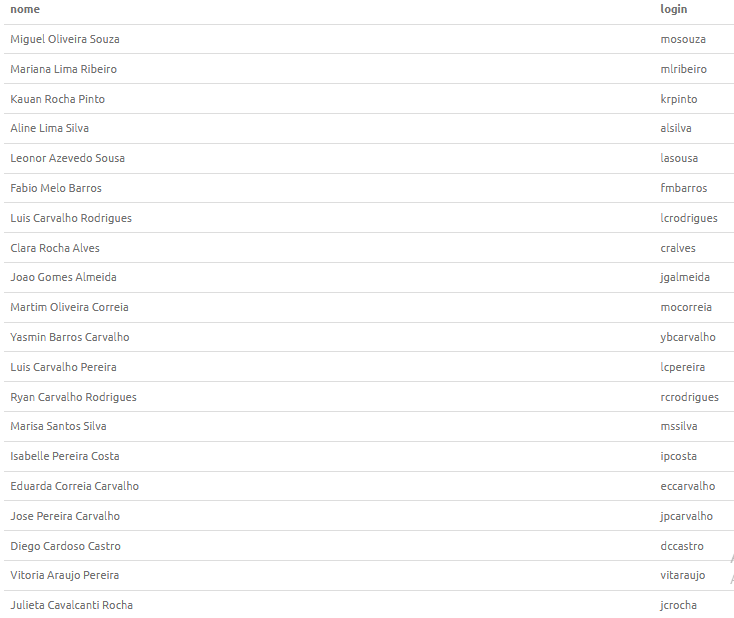 nome login
Miguel Oliveira Souza mosouza
Mariana Lima Ribeiro mlribeiro
Kauan Rocha Pinto krpinto
Aline Lima Silva alsilva
Leonor Azevedo Sousa lasousa
Fabio Melo Barros fmbarros
Luis Carvalho Rodrigues lcrodrigues
Clara Rocha Alves cralves
Joao Gomes Almeida jgalmeida
Martim Oliveira Correia mocorreia
Yasmin Barros Carvalho ybcarvalho
Luis Carvalho Pereira lcpereira
Ryan Carvalho Rodrigues rcrodrigues
Marisa Santos Silva mssilva
Isabelle Pereira Costa ipcosta
Eduarda Correia Carvalho eccarvalho
Jose Pereira Carvalho jpcarvalho
Diego Cardoso Castro dccastro
Vitoria Araujo Pereira vitaraujo
Julieta Cavalcanti Rocha jcrocha